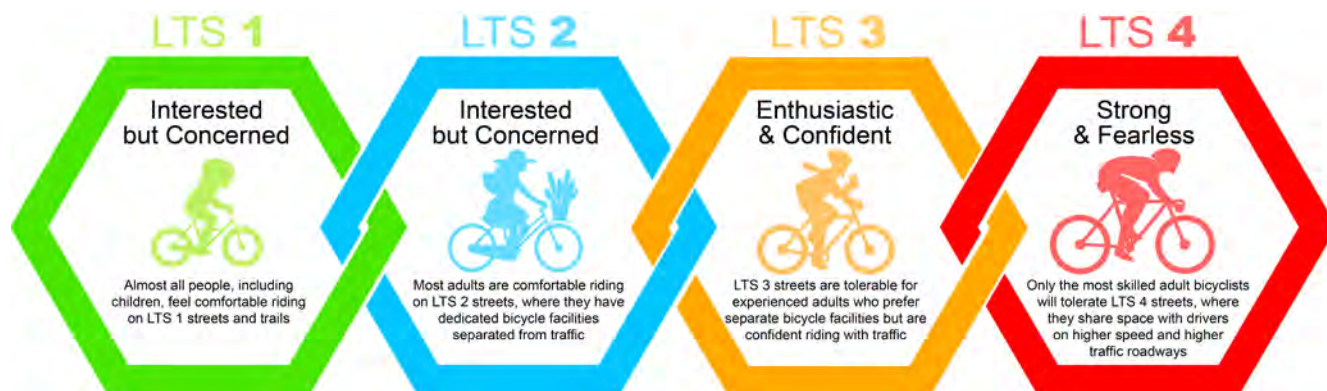 LTS 1
Interested
but Concerned
Almost all people, including
children, feel comfortable riding
on LTS 1 streets and trails
LTS 2
Interested
but Concerned
Most adults are comfortable riding
on LTS 2 streets, where they have
dedicated bicycle facilities
separated from traffic
LTS 3
Enthusiastic
& Confident
LTS 3 streets are tolerable for
experienced adults who prefer
separate bicycle facilities but are
confident riding with traffic
LTS 4
Strong
& Fearless
Only the most skilled adult bicyclists
will tolerate LTS 4 streets, where
they share space with drivers
on higher speed and higher
traffic roadways